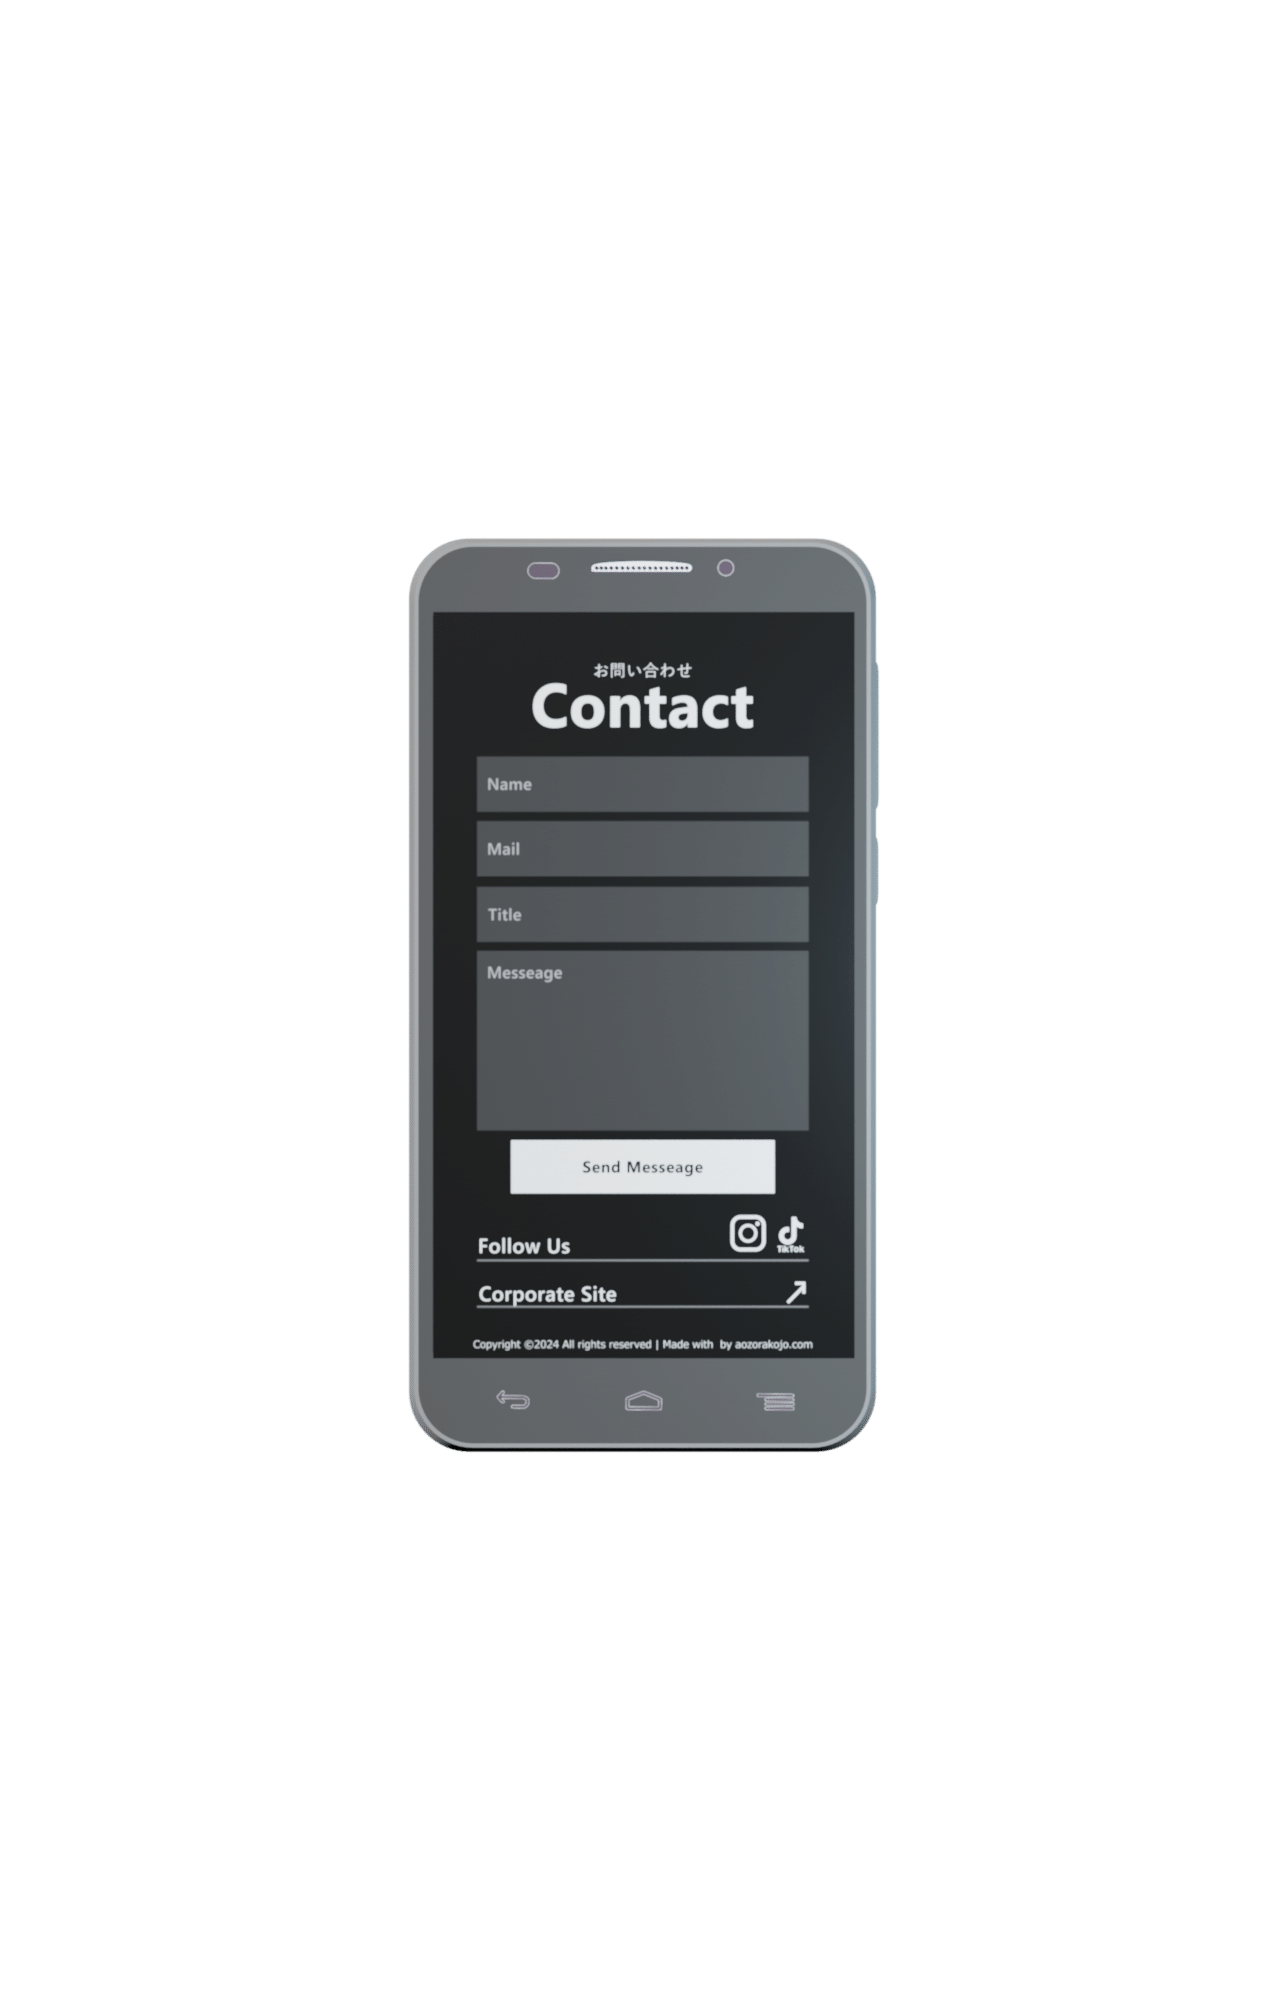 お問い合わせ
Contact
Name
Mail
Title
Messeage
Send Messeage
TikTok
Follow Us
Corporate Site
Copyright ©2024 All rights reserved | Made with by aozorakojo.com